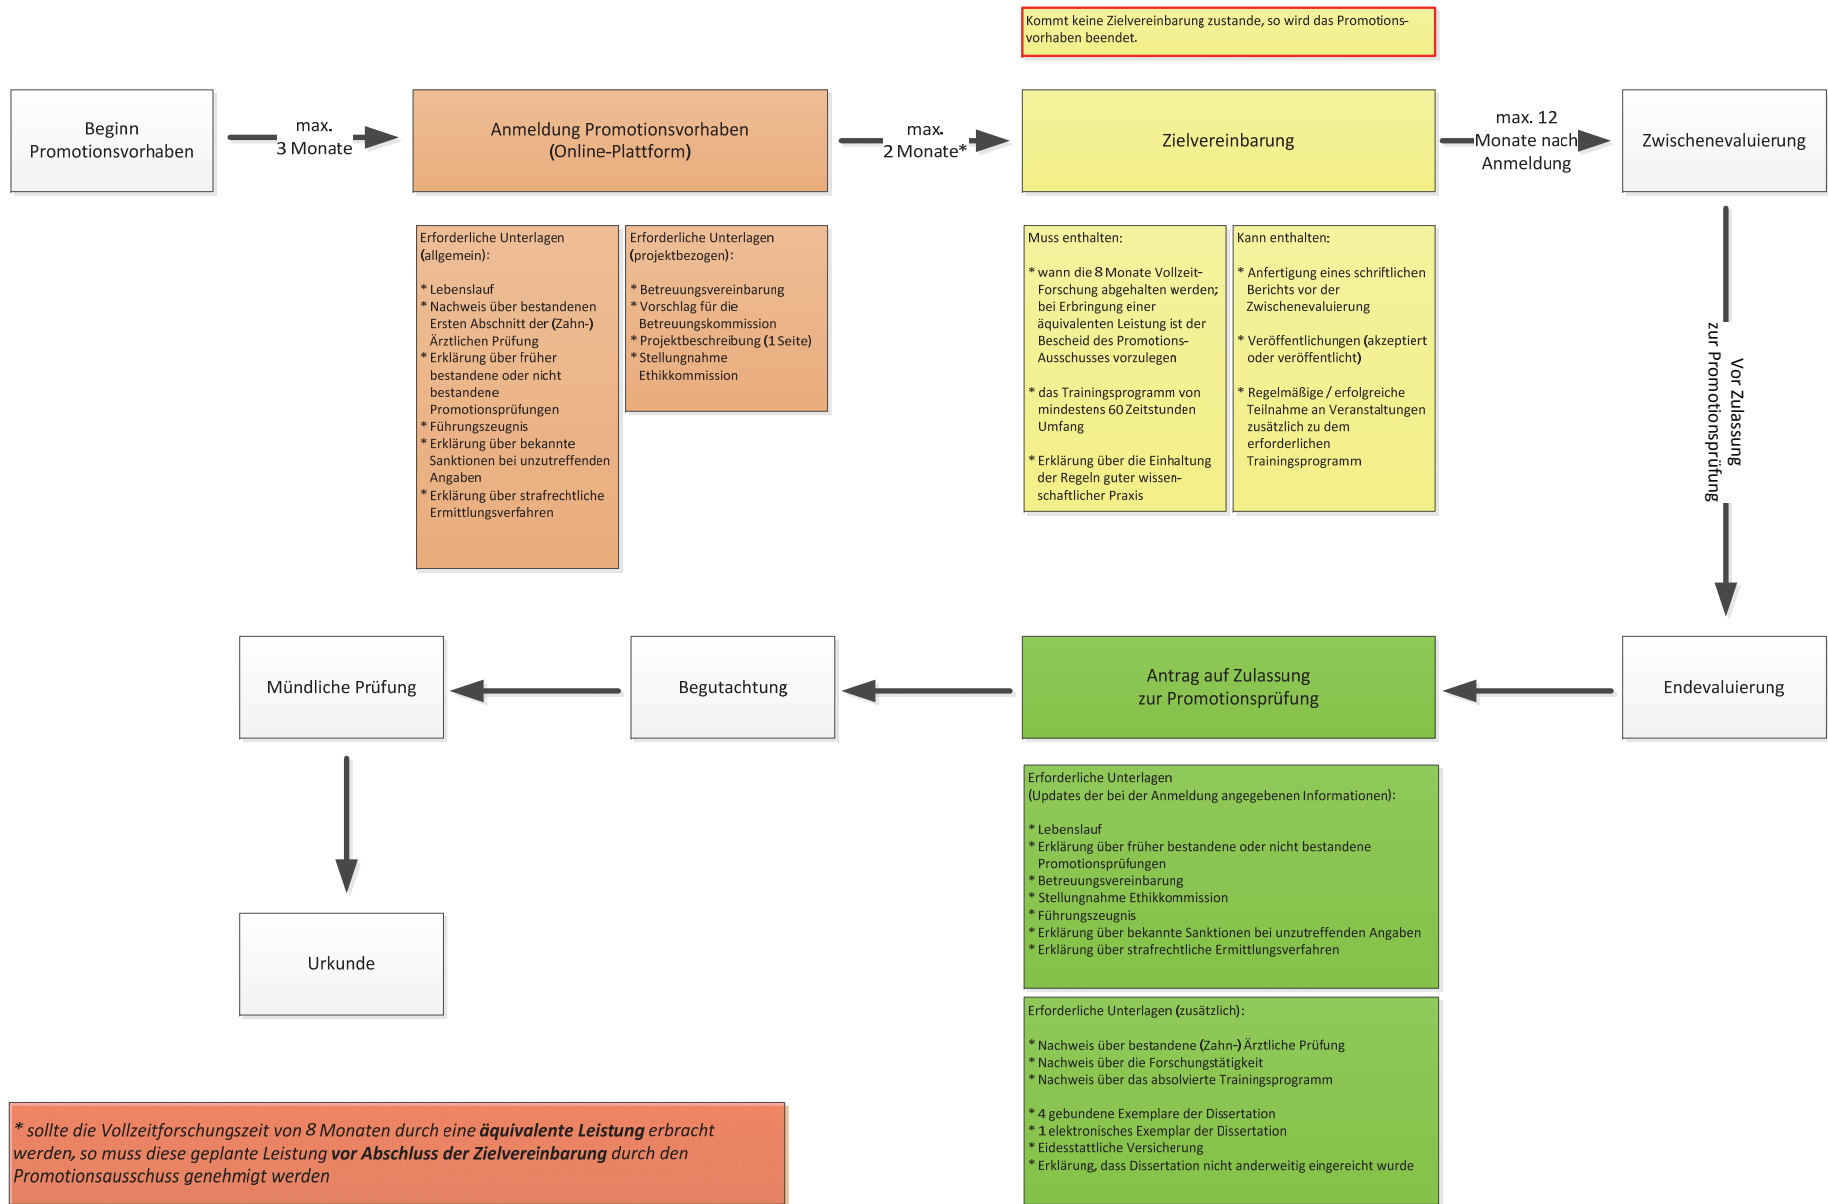 Kommt keine Zielvereinbarung zustande, so wird das Promotions-
vorhaben beendet.
Beginn
Promotionsvorhaben
max.
3 Monate
Anmeldung Promotionsvorhaben
(Online-Plattform)
max.
2 Monate*
Zielvereinbarung
max. 12
Monate nach
Anmeldung
Zwischenevaluierung
Erforderliche Unterlagen
(allgemein):
* Lebenslauf
* Nachweis über bestandenen
Ersten Abschnitt der (Zahn-)
Ärztlichen Prüfung
* Erklärung über früher
bestandene oder nicht
bestandene
Promotionsprüfungen
* Führungszeugnis
* Erklärung über bekannte
Sanktionen bei unzutreffenden
Angaben
* Erklärung über strafrechtliche
Ermittlungsverfahren
Erforderliche Unterlagen
(projektbezogen):
* Betreuungsvereinbarung
* Vorschlag für die
Betreuungskommission
* Projektbeschreibung (1 Seite)
* Stellungnahme
Ethikkommission
Muss enthalten:
* wann die 8 Monate Vollzeit-
Forschung abgehalten werden;
bei Erbringung einer
äquivalenten Leistung ist der
Bescheid des Promotions-
Ausschusses vorzulegen
* das Trainingsprogramm von
mindestens 60 Zeitstunden
Umfang
* Erklärung über die Einhaltung
der Regeln guter wissen-
schaftlicher Praxis
Kann enthalten:
* Anfertigung eines schriftlichen
Berichts vor der
Zwischenevaluierung
* Veröffentlichungen (akzeptiert
oder veröffentlicht)
* Regelmäßige / erfolgreiche
Teilnahme an Veranstaltungen
zusätzlich zu dem
erforderlichen
Trainingsprogramm
Vor Zulassung
zur Promotionsprüfung
Endevaluierung
Antrag auf Zulassung
zur Promotionsprüfung
Begutachtung
Mündliche Prüfung
Urkunde
Erforderliche Unterlagen
(Updates der bei der Anmeldung angegebenen Informationen):
* Lebenslauf
* Erklärung über früher bestandene oder nicht bestandene
Promotionsprüfungen
* Betreuungsvereinbarung
* Stellungnahme Ethikkommission
* Führungszeugnis
* Erklärung über bekannte Sanktionen bei unzutreffenden Angaben
* Erklärung über strafrechtliche Ermittlungsverfahren
Erforderliche Unterlagen (zusätzlich):
* Nachweis über bestandene (Zahn-) Ärztliche Prüfung
* Nachweis über die Forschungstätigkeit
* Nachweis über das absolvierte Trainingsprogramm
* 4 gebundene Exemplare der Dissertation
* 1 elektronisches Exemplar der Dissertation
* Eidesstattliche Versicherung
* Erklärung, dass Dissertation nicht anderweitig eingereicht wurde
* sollte die Vollzeitforschungszeit von 8 Monaten durch eine äquivalente Leistung erbracht
werden, so muss diese geplante Leistung vor Abschluss der Zielvereinbarung durch den
Promotionsausschuss genehmigt werden